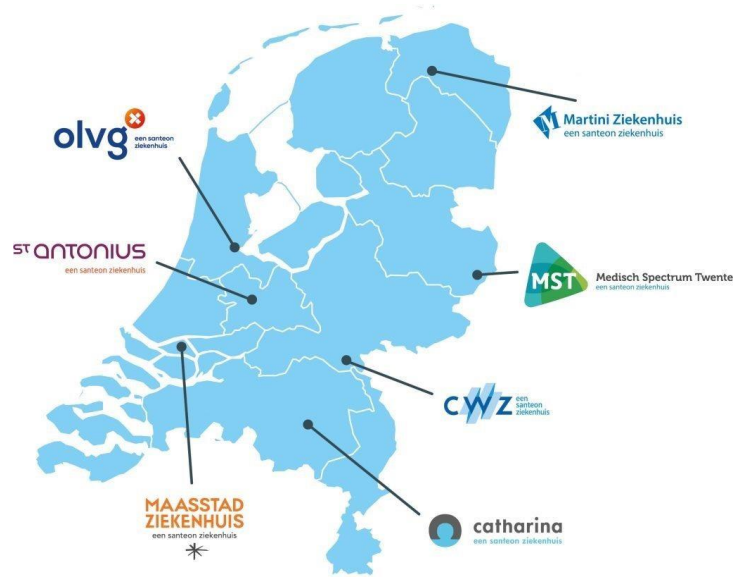 olvg
een santeon
ziekenhuis
Martini Ziekenhuis
een santeon ziekenhuis
ST ANTONIUS
een santeon ziekenhuis
MST
Medisch Spectrum Twente
een santeon ziekenhuis
CWZ
een
santeon
ziekenhuis
MAASSTAD
ZIEKENHUIS
een santeon ziekenhuis
catharina
een santeon ziekenhuis